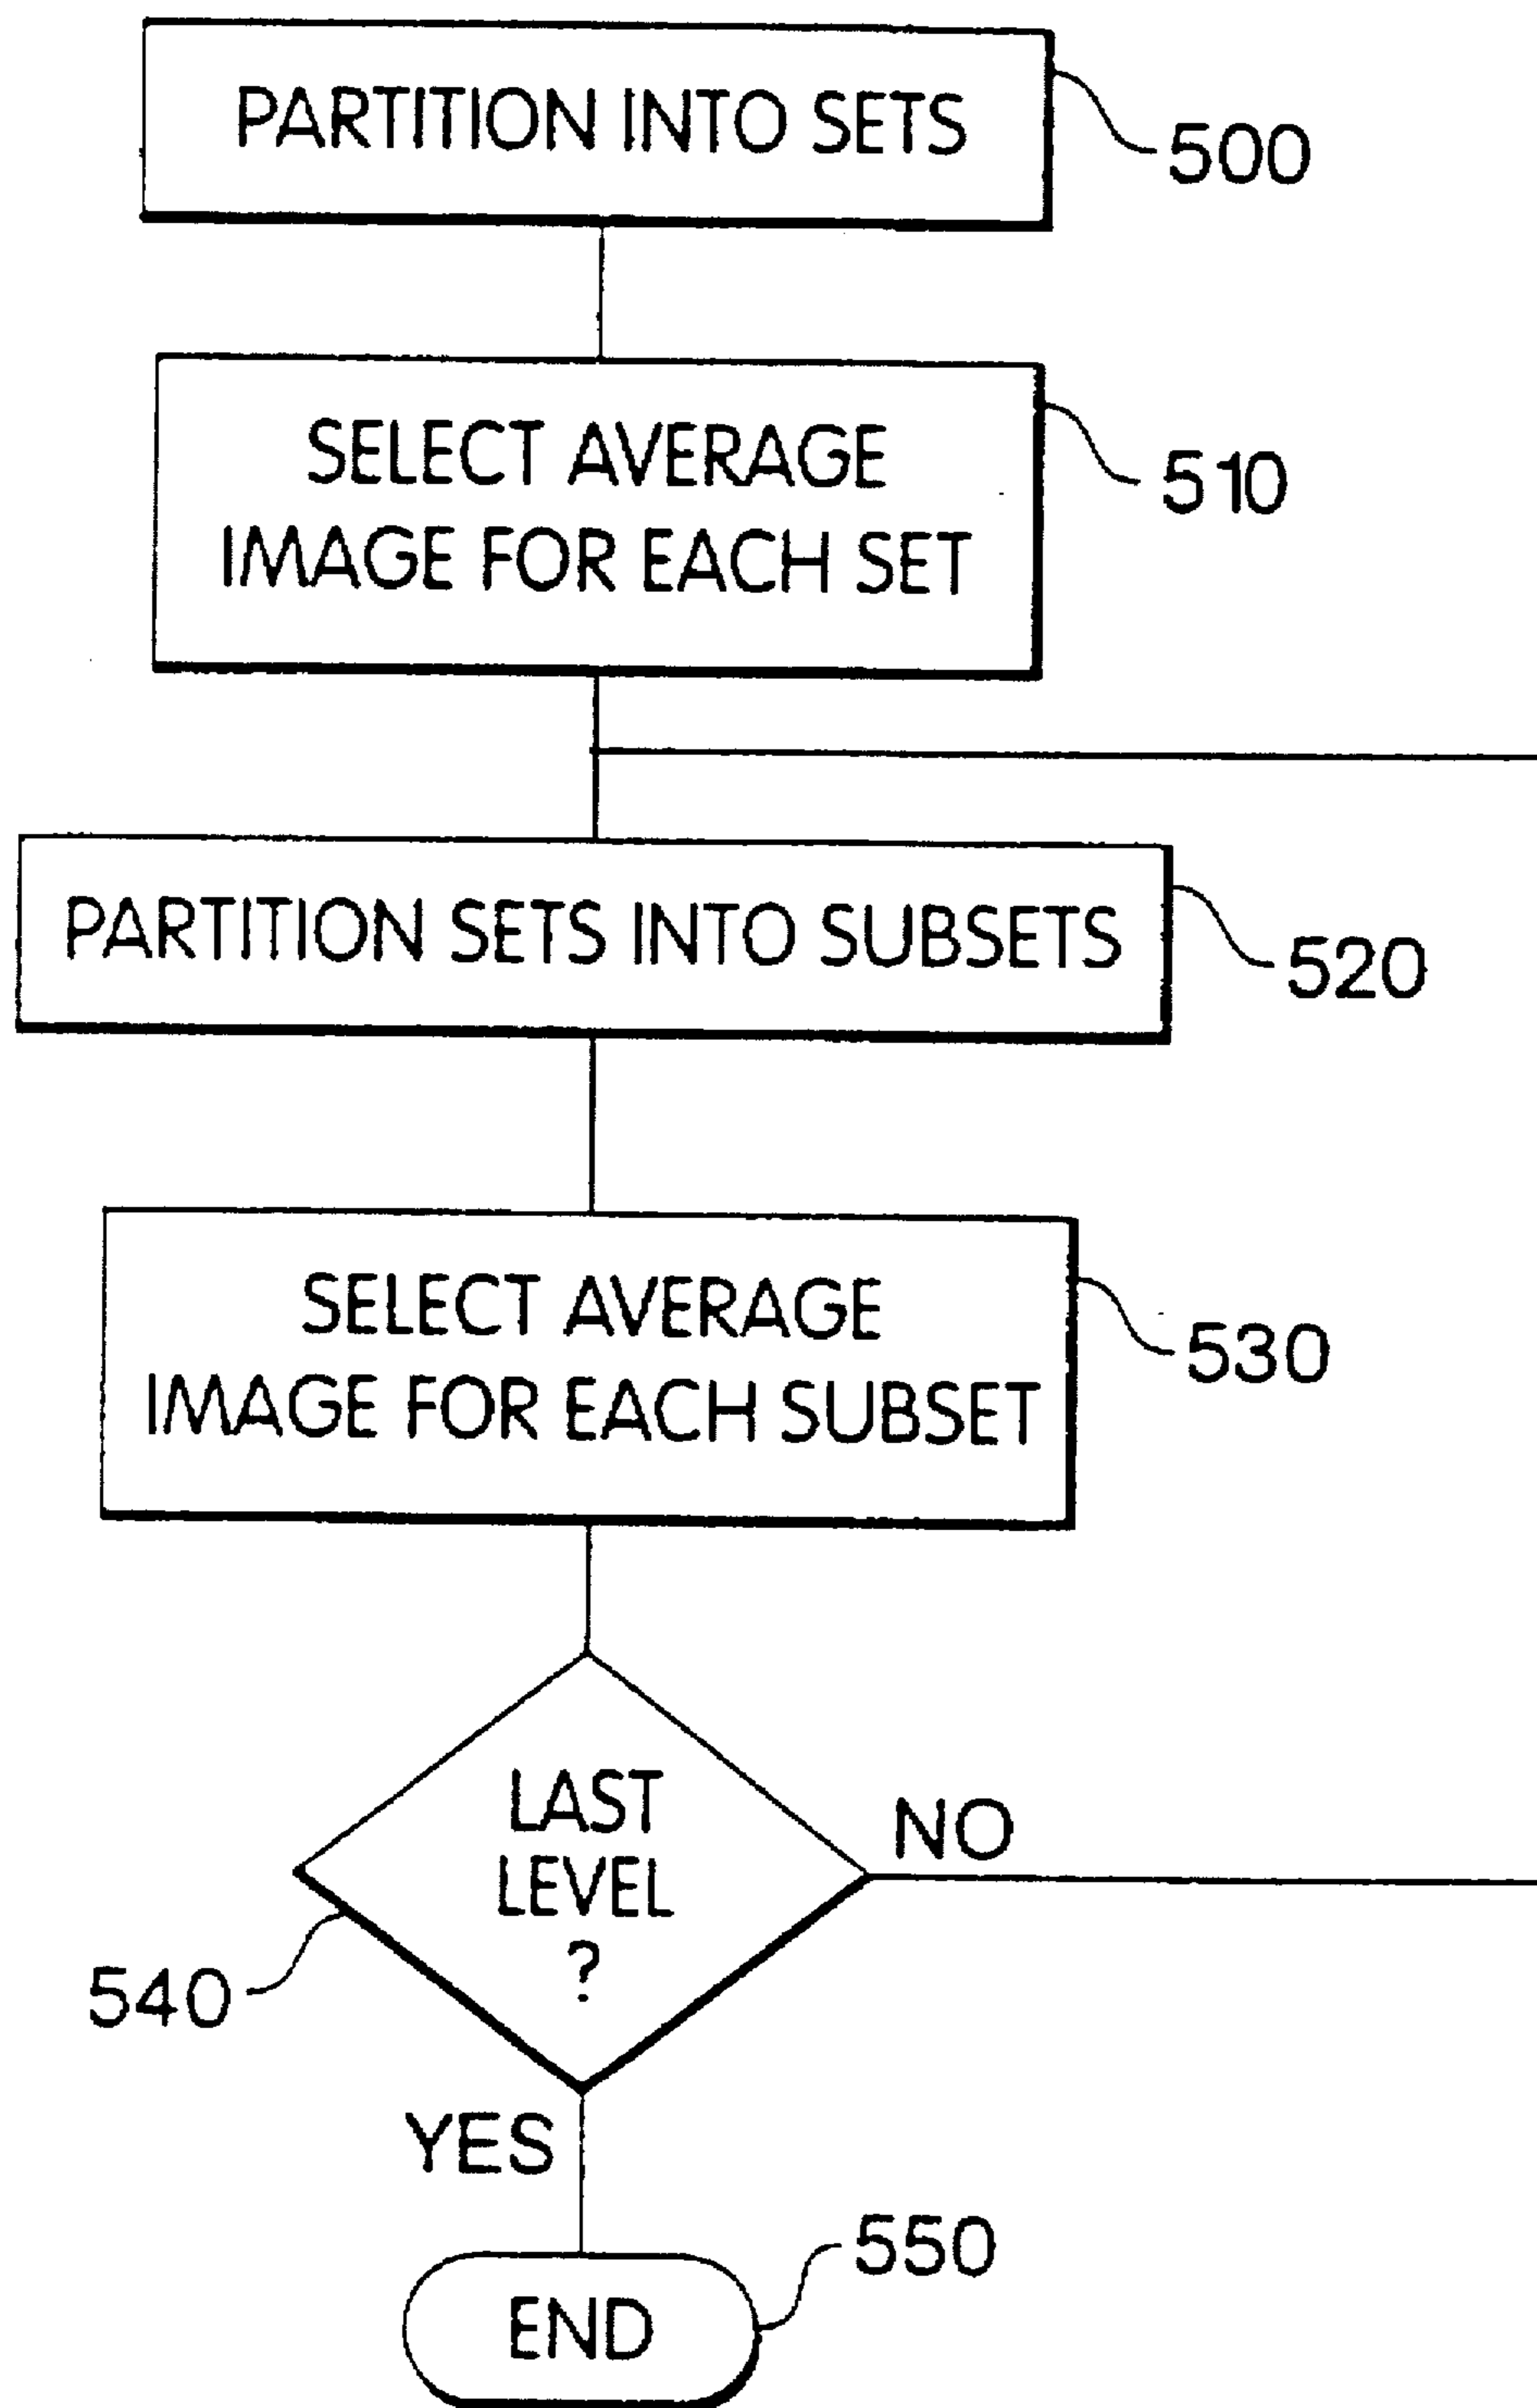 PARTITION INTO SETS
500
SELECT AVERAGE
IMAGE FOR EACH SET
510
PARTITION SETS INTO SUBSETS
520
SELECT AVERAGE
IMAGE FOR EACH SUBSET
530
LAST
LEVEL
?
NO
540
YES
550
END